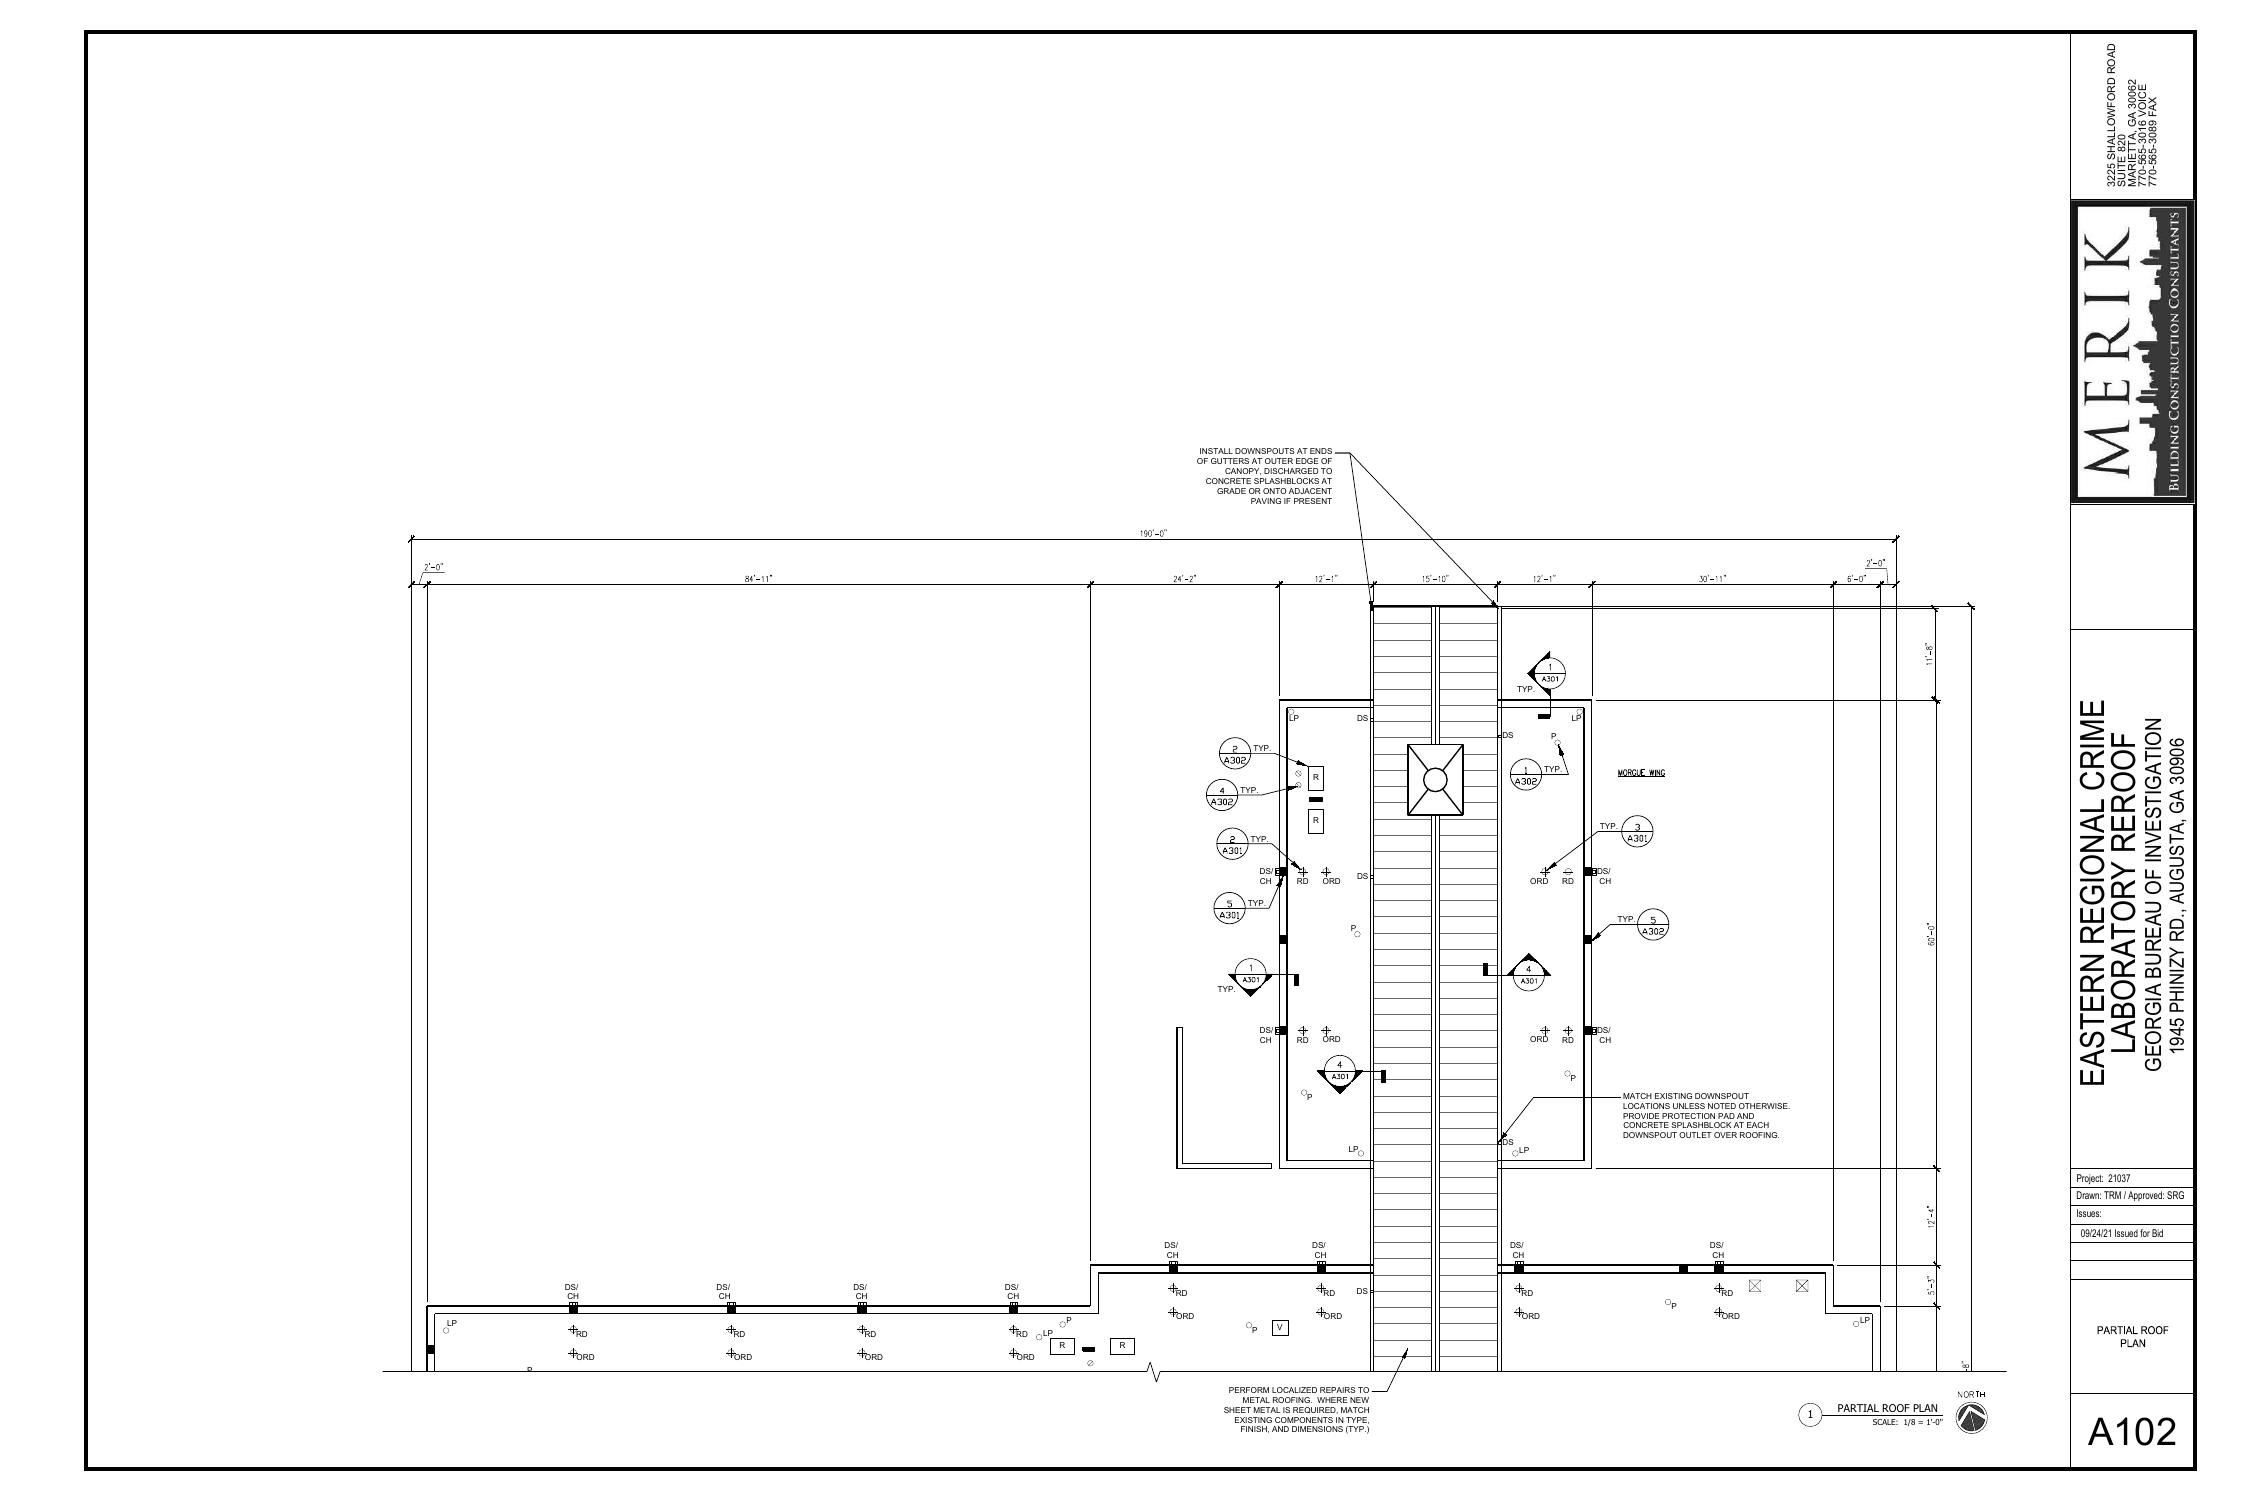 3225 SHALLOWFORD ROAD
SUITE 820
MARIETTA, GA 30062
770-565-3016 VOICE
770-565-3089 FAX
MERIK
BUILDING CONSTRUCTION CONSULTANTS
INSTALL DOWNSPOUTS AT ENDS
OF GUTTERS AT OUTER EDGE OF
CANOPY, DISCHARGED TO
CONCRETE SPLASHBLOCKS AT
GRADE OR ONTO ADJACENT
PAVING IF PRESENT
190'-0"
2'-0"
2'-0"
84'-11"
24'-2"
12'-1"
15'-10"
12'-1"
30'-11"
6'-0"
11'-8"
1
A301
TYP.
LP
DS
LP
DS
P
2
A302
TYP.
R
1
A302
TYP.
MORGUE WING
4
A302
TYP.
R
2
A301
TYP.
TYP.
3
A301
DS/
CH
RD
ORD
DS
ORD
RD
DS/
CH
5
A301
TYP.
TYP.
5
A302
P
60'-0"
1
A301
TYP.
4
A301
DS/
CH
RD
ORD
ORD
RD
DS/
CH
4
A301
P
P
MATCH EXISTING DOWNSPOUT
LOCATIONS UNLESS NOTED OTHERWISE.
PROVIDE PROTECTION PAD AND
CONCRETE SPLASHBLOCK AT EACH
DOWNSPOUT OUTLET OVER ROOFING.
DS
LP
LP
12'-4"
DS/
CH
DS/
CH
DS/
CH
DS/
CH
DS/
CH
DS/
CH
DS/
CH
DS/
CH
RD
RD
DS
RD
RD
5'-3"
ORD
ORD
ORD
ORD
P
LP
RD
RD
RD
RD
LP
P
P
V
LP
R
R
ORD
ORD
ORD
ORD
P
8"
PERFORM LOCALIZED REPAIRS TO
METAL ROOFING. WHERE NEW
SHEET METAL IS REQUIRED, MATCH
EXISTING COMPONENTS IN TYPE,
FINISH, AND DIMENSIONS (TYP.)
1
PARTIAL ROOF PLAN
SCALE: 1/8 = 1'-0"
NORTH
EASTERN REGIONAL CRIME
LABORATORY REROOF
GEORGIA BUREAU OF INVESTIGATION
1945 PHINIZY RD., AUGUSTA, GA 30906
Project: 21037
Drawn: TRM / Approved: SRG
Issues:
09/24/21 Issued for Bid
PARTIAL ROOF
PLAN
A102